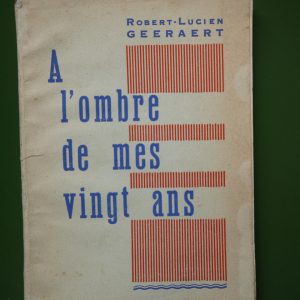 ROBERT-LUCIEN
GEERAERT
A
l'ombre
de mes
vingt ans